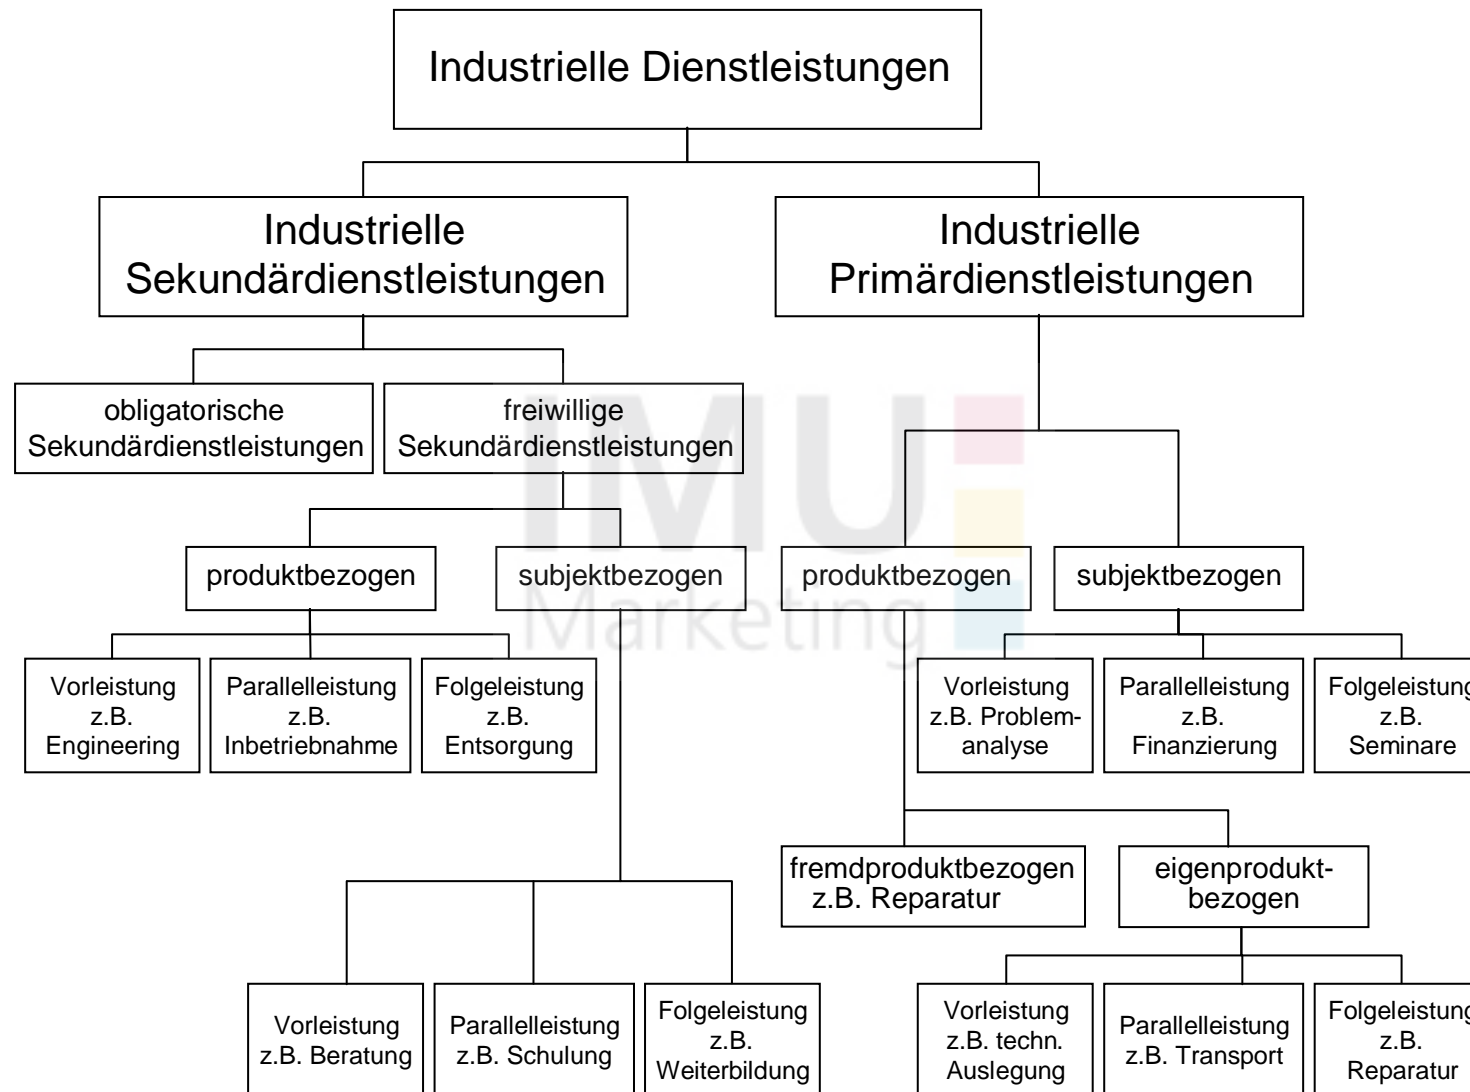 Industrielle Dienstleistungen
Industrielle
Sekundärdienstleistungen
Industrielle
Primärdienstleistungen
obligatorische
Sekundärdienstleistungen
freiwillige
Sekundärdienstleistungen
IMU
Marketing
produktbezogen
subjektbezogen
produktbezogen
subjektbezogen
Vorleistung
z.B.
Engineering
Parallelleistung
z.B.
Inbetriebnahme
Folgeleistung
z.B.
Entsorgung
Vorleistung
z.B. Problem-
analyse
Parallelleistung
z.B.
Finanzierung
Folgeleistung
z.B.
Seminare
fremdproduktbezogen
z.B. Reparatur
eigenprodukt-
bezogen
Vorleistung
z.B. Beratung
Parallelleistung
z.B. Schulung
Folgeleistung
z.B.
Weiterbildung
Vorleistung
z.B. techn.
Auslegung
Parallelleistung
z.B. Transport
Folgeleistung
z.B.
Reparatur